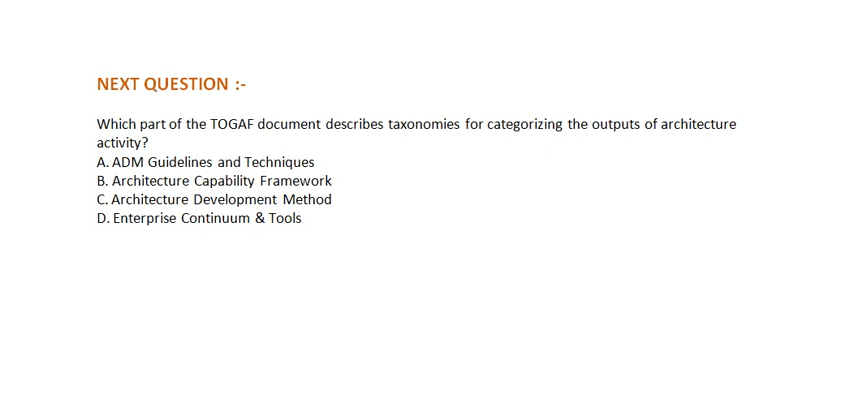 NEXT QUESTION :-
Which part of the TOGAF document describes taxonomies for categorizing the outputs of architecture
activity?
A. ADM Guidelines and Techniques
B. Architecture Capability Framework
C. Architecture Development Method
D. Enterprise Continuum & Tools